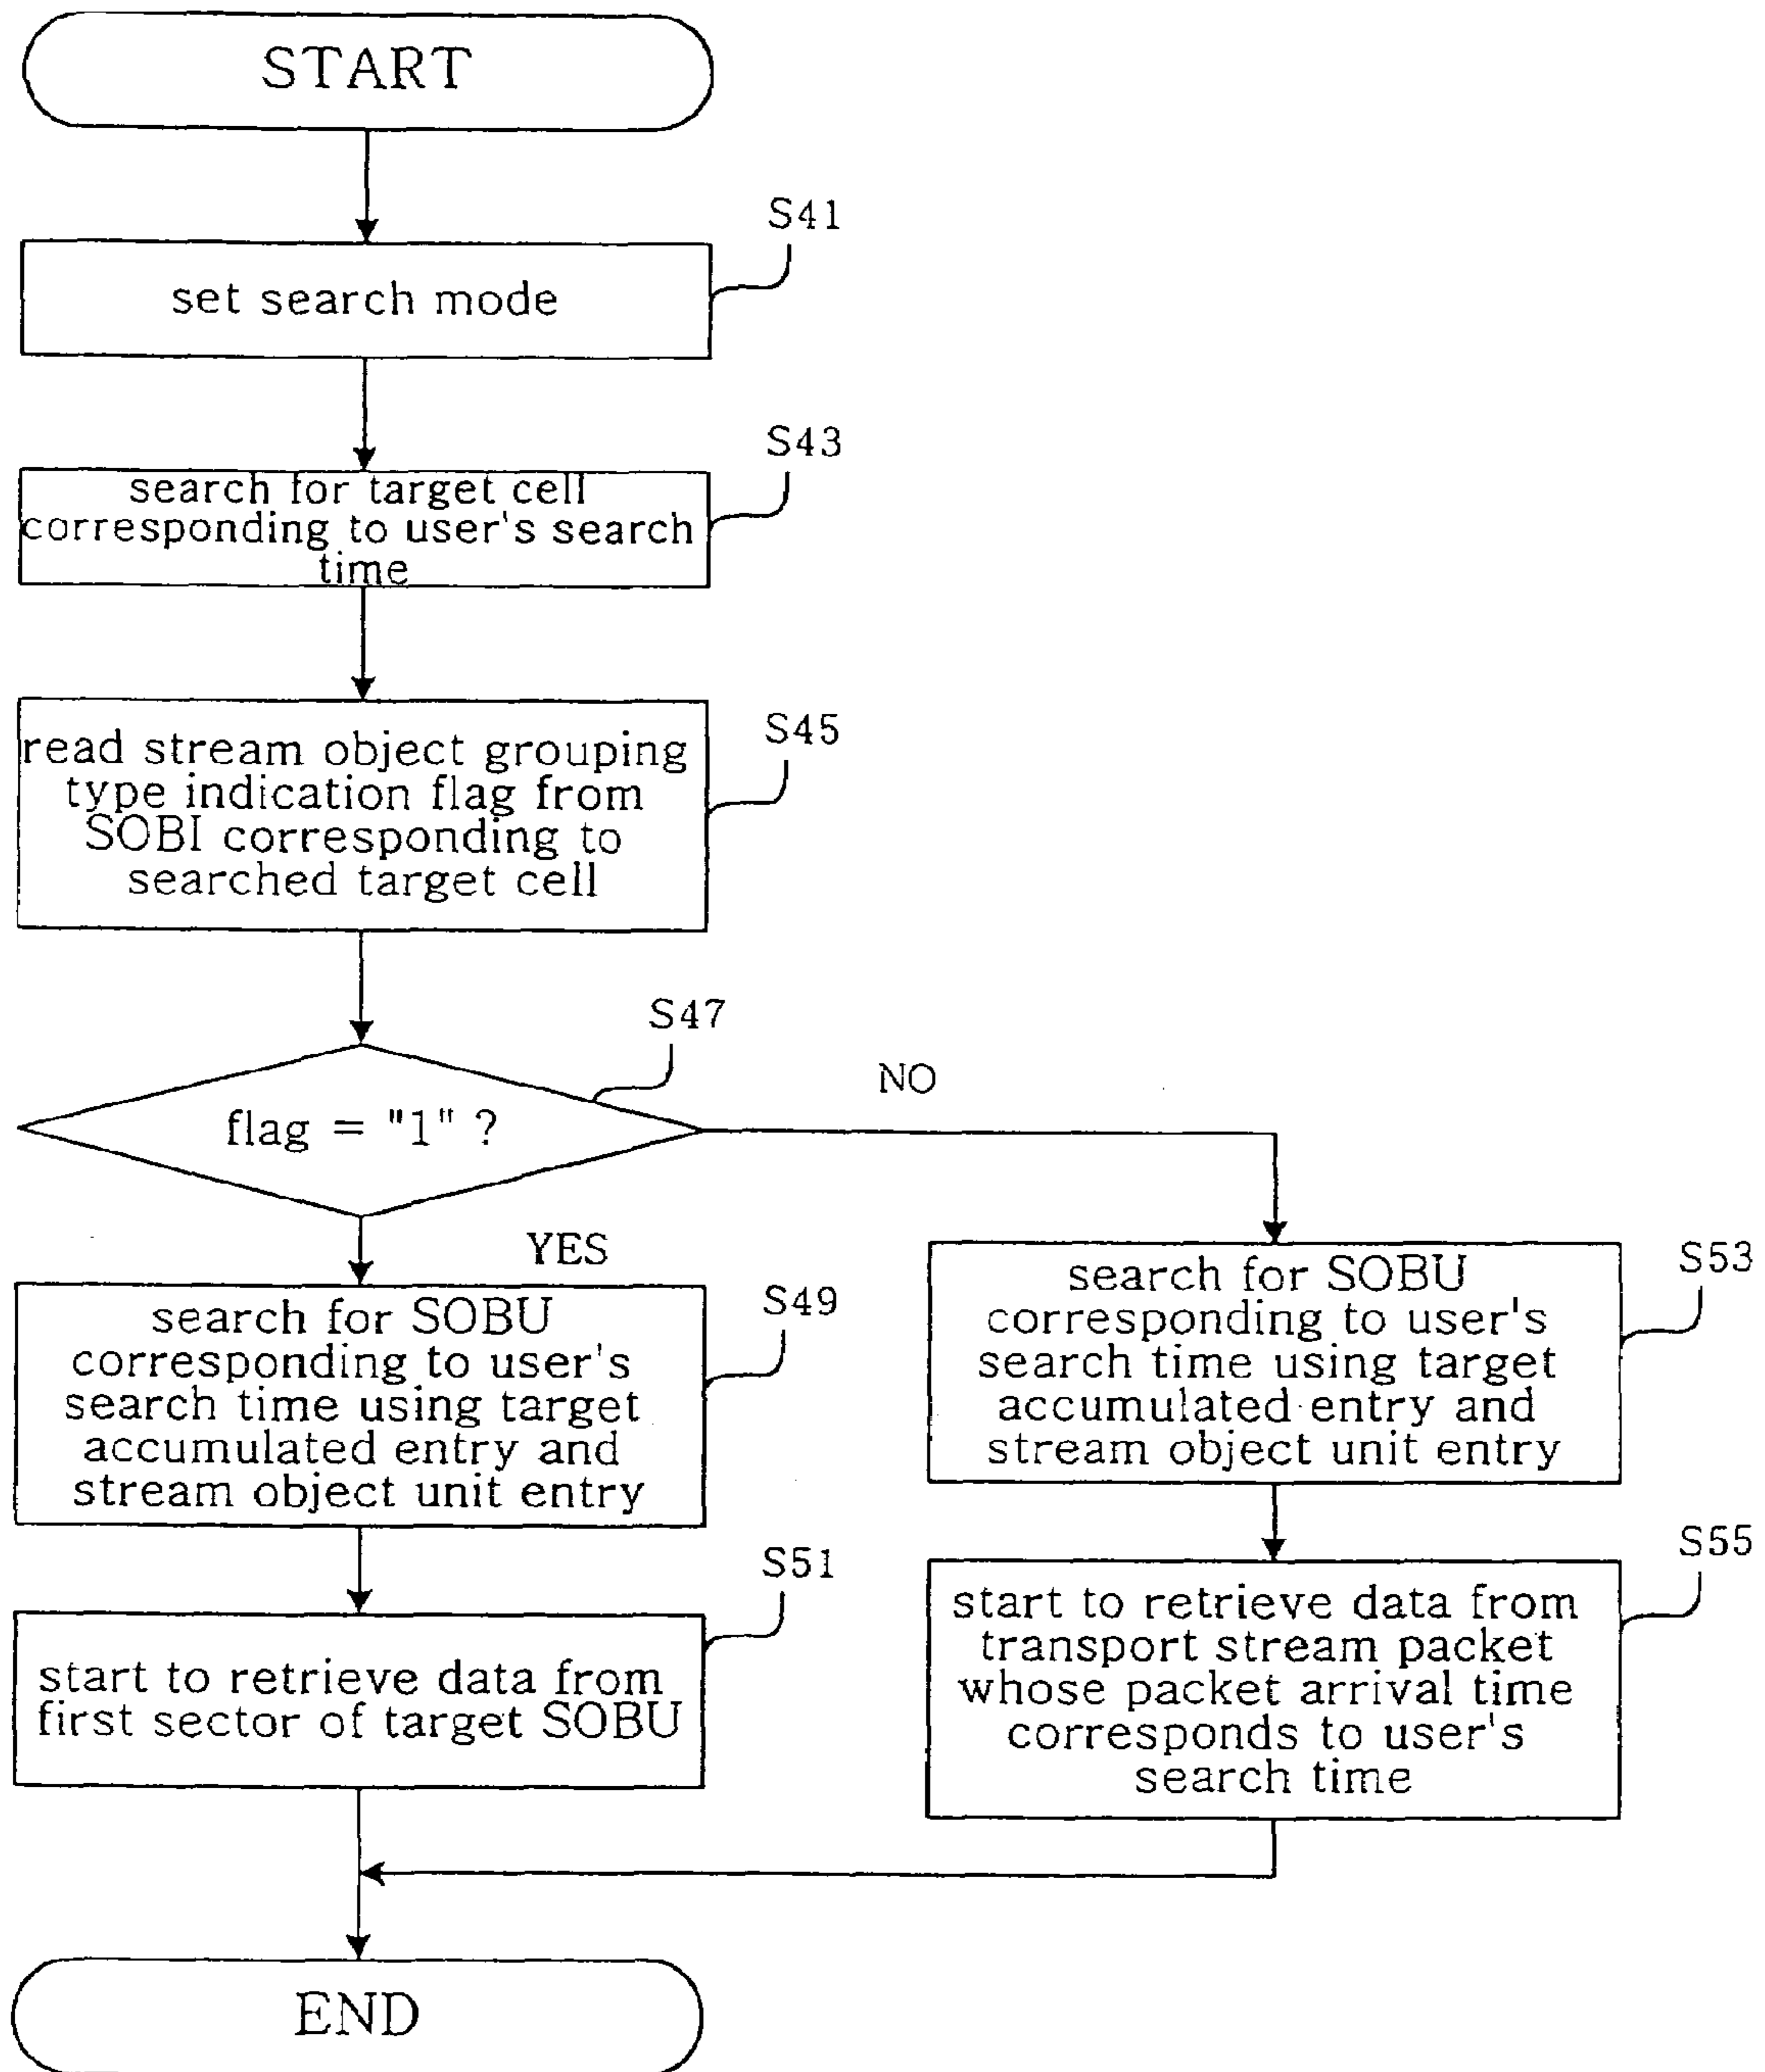 START
S41
set search mode
S43
search for target cell
corresponding to user's search
time
S45
read stream object grouping
type indication flag from
SOBI corresponding to
searched target cell
S47
flag = "1" ?
NO
YES
S49
search for SOBU
corresponding to user's
search time using target
accumulated entry and
stream object unit entry
S51
start to retrieve data from
first sector of target SOBU
S53
search for SOBU
corresponding to user's
search time using target
accumulated entry and
stream object unit entry
S55
start to retrieve data from
transport stream packet
whose packet arrival time
corresponds to user's
search time
END